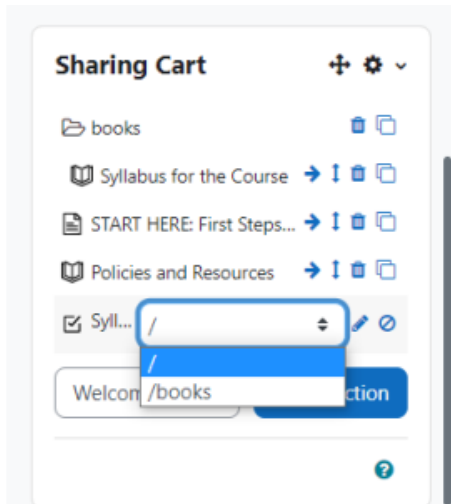 Sharing Cart
books
Syllabus for the Course
START HERE: First Steps...
Policies and Resources
Syll... /
/
/books
Welcom ction
?